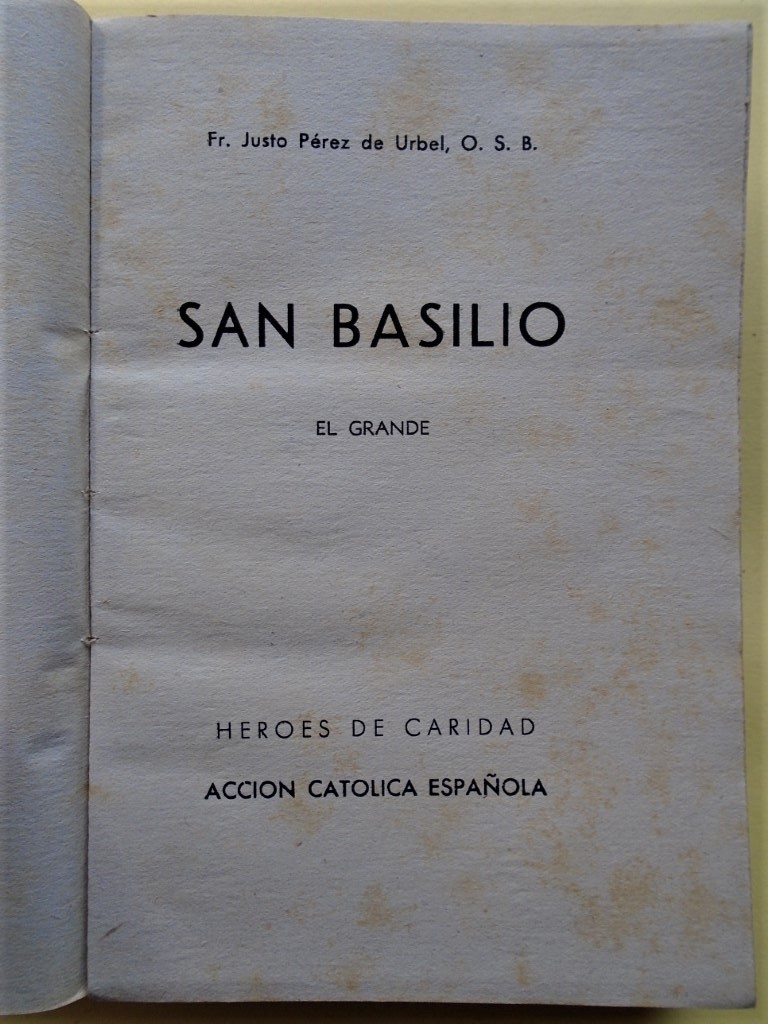 Fr. Justo Pérez de Urbel, O. S. B.
SAN BASILIO
EL GRANDE
HEROES DE CARIDAD
ACCION CATOLICA ESPAÑOLA